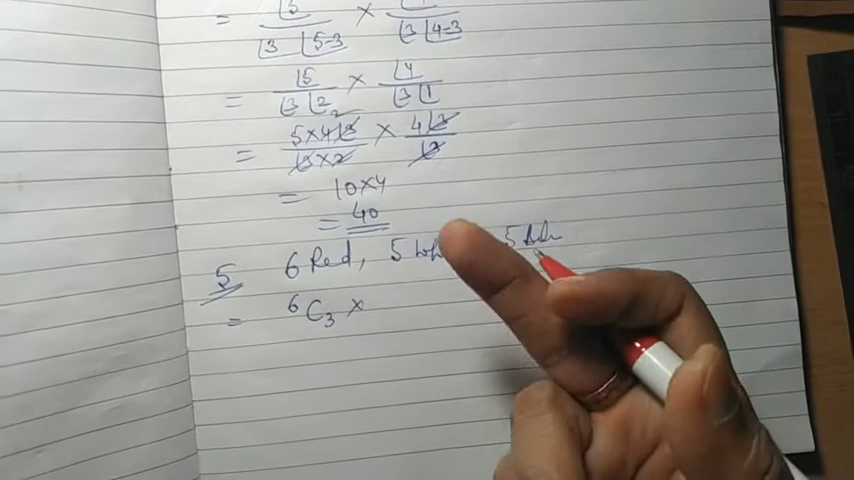 = ⌊5 / ⌊3 ⌊5-3 × ⌊4 / ⌊3 ⌊4-3
= ⌊5 / ⌊3 ⌊2 × ⌊4 / ⌊3 ⌊1
= 5×4⌊3 / ⌊3×2 × 4⌊3 / ⌊3
= 10×4
= 40
5 6 Red, 5 Wh 5
= ⁶C₃ ×